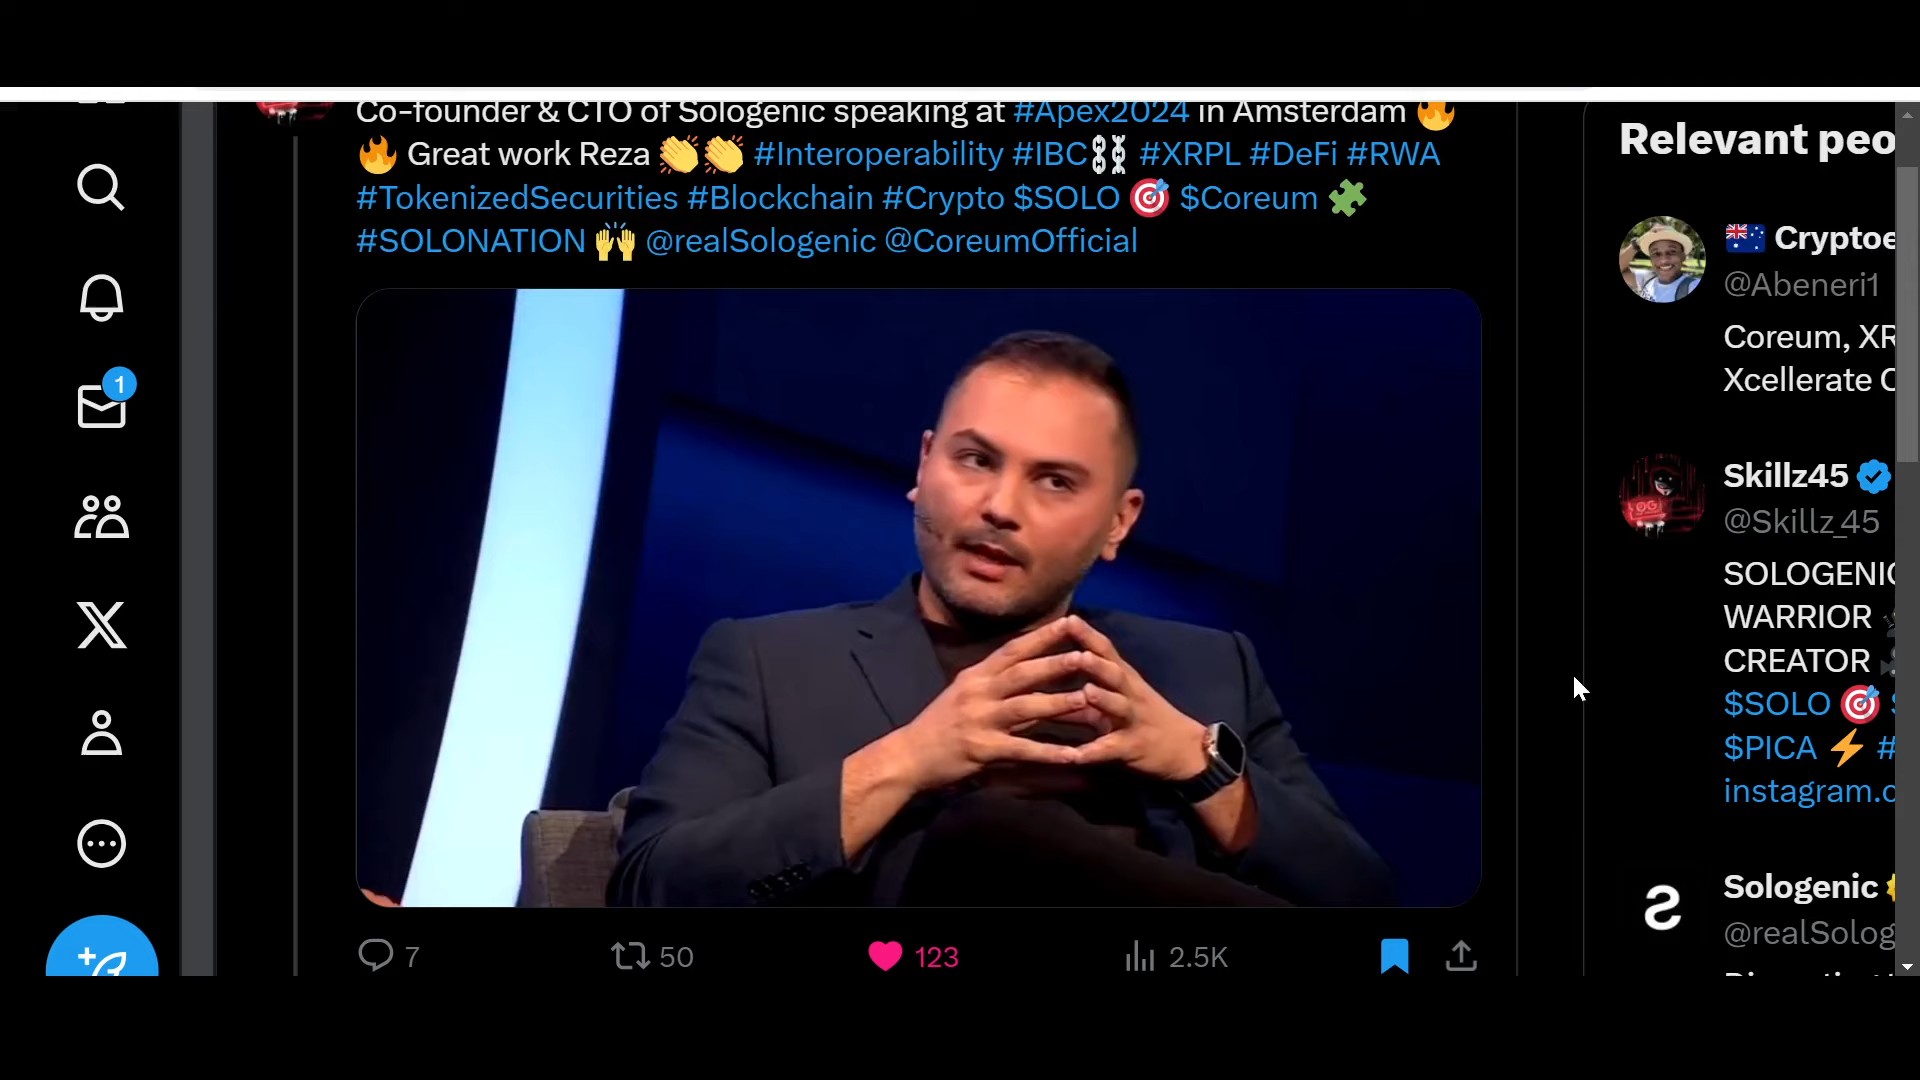 Co-founder & CTO of Sologenic speaking at #Apex2024 in Amsterdam 🔥
🔥 Great work Reza 👏👏 #Interoperability #IBC⛓️ #XRPL #DeFi #RWA
#TokenizedSecurities #Blockchain #Crypto $SOLO 🎯 $Coreum 🧩
#SOLONATION 🙌 @realSologenic @CoreumOfficial
7
50
123
2.5K
1
Relevant peo
🇦🇺 Cryptoe
@Abeneri1
Coreum, XR
Xcellerate C
Skillz45
@Skillz_45
SOLOGENIC
WARRIOR
CREATOR
$SOLO 🎯
$PICA ⚡ #
instagram.c
Sologenic
@realSolog